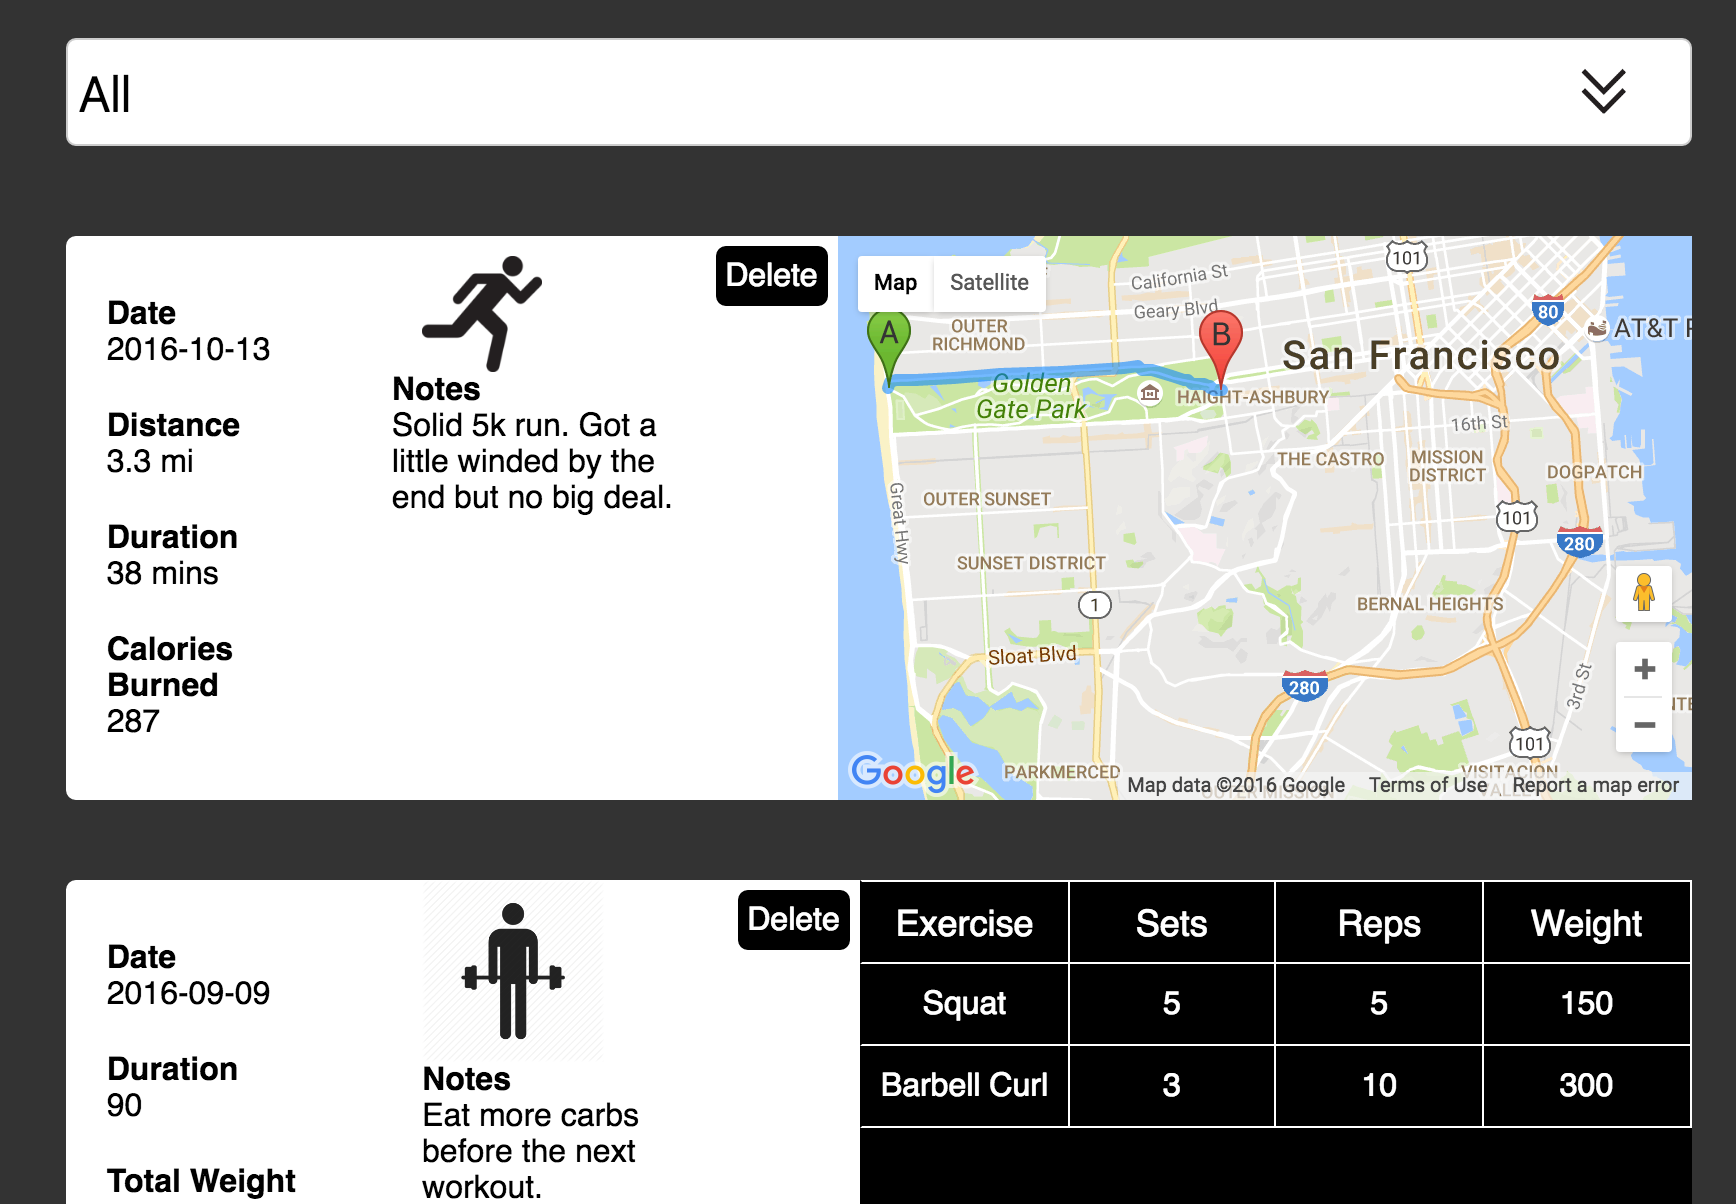 All
Date
2016-10-13
Distance
3.3 mi
Duration
38 mins
Calories
Burned
287
Notes
Solid 5k run. Got a
little winded by the
end but no big deal.
Delete
Map Satellite
California St
Geary Blvd
101
80
AT&T P
A
B
OUTER
RICHMOND
San Francisco
Golden
Gate Park
HAIGHT-ASHBURY
16th St
THE CASTRO
MISSION
DISTRICT
DOGPATCH
Great Hwy
OUTER SUNSET
101
280
SUNSET DISTRICT
1
BERNAL HEIGHTS
Sloat Blvd
280
3rd St
101
Google
PARKMERCED
VISITACION
VALLEY
OUTER MISSION
Map data ©2016 Google Terms of Use Report a map error
Date
2016-09-09
Duration
90
Total Weight
Notes
Eat more carbs
before the next
workout.
Delete
Exercise Sets Reps Weight
Squat 5 5 150
Barbell Curl 3 10 300